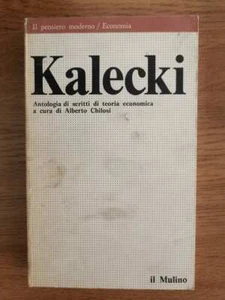 Il pensiero moderno / Economia
Kalecki
Antologia di scritti di teoria economica
a cura di Alberto Chilosi
il Mulino